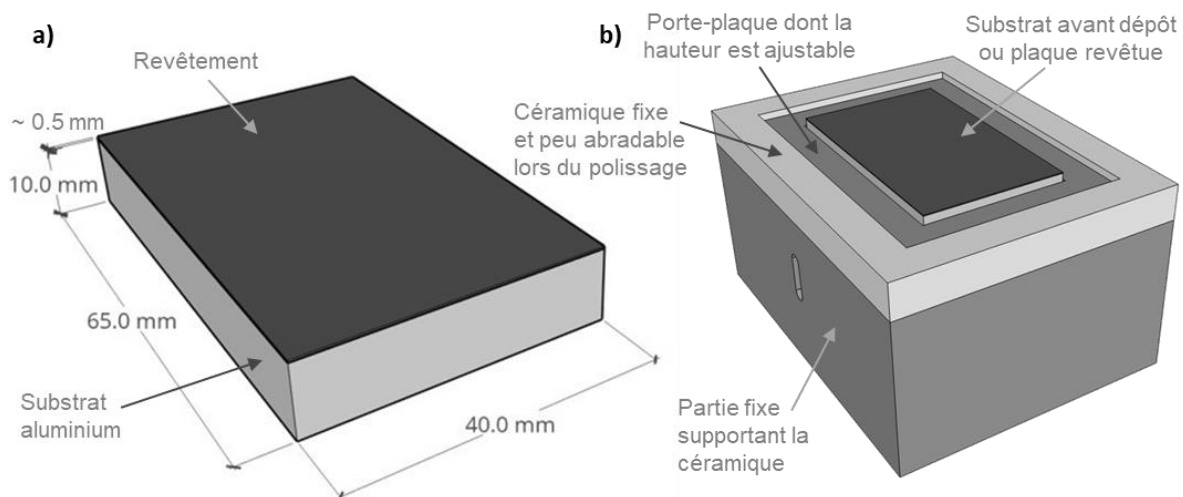 a)
Revêtement
~ 0.5 mm
10.0 mm
65.0 mm
40.0 mm
Substrat
aluminium
b)
Porte-plaque dont la
hauteur est ajustable
Substrat avant dépôt
ou plaque revêtue
Céramique fixe
et peu abradable
lors du polissage
Partie fixe
supportant la
céramique